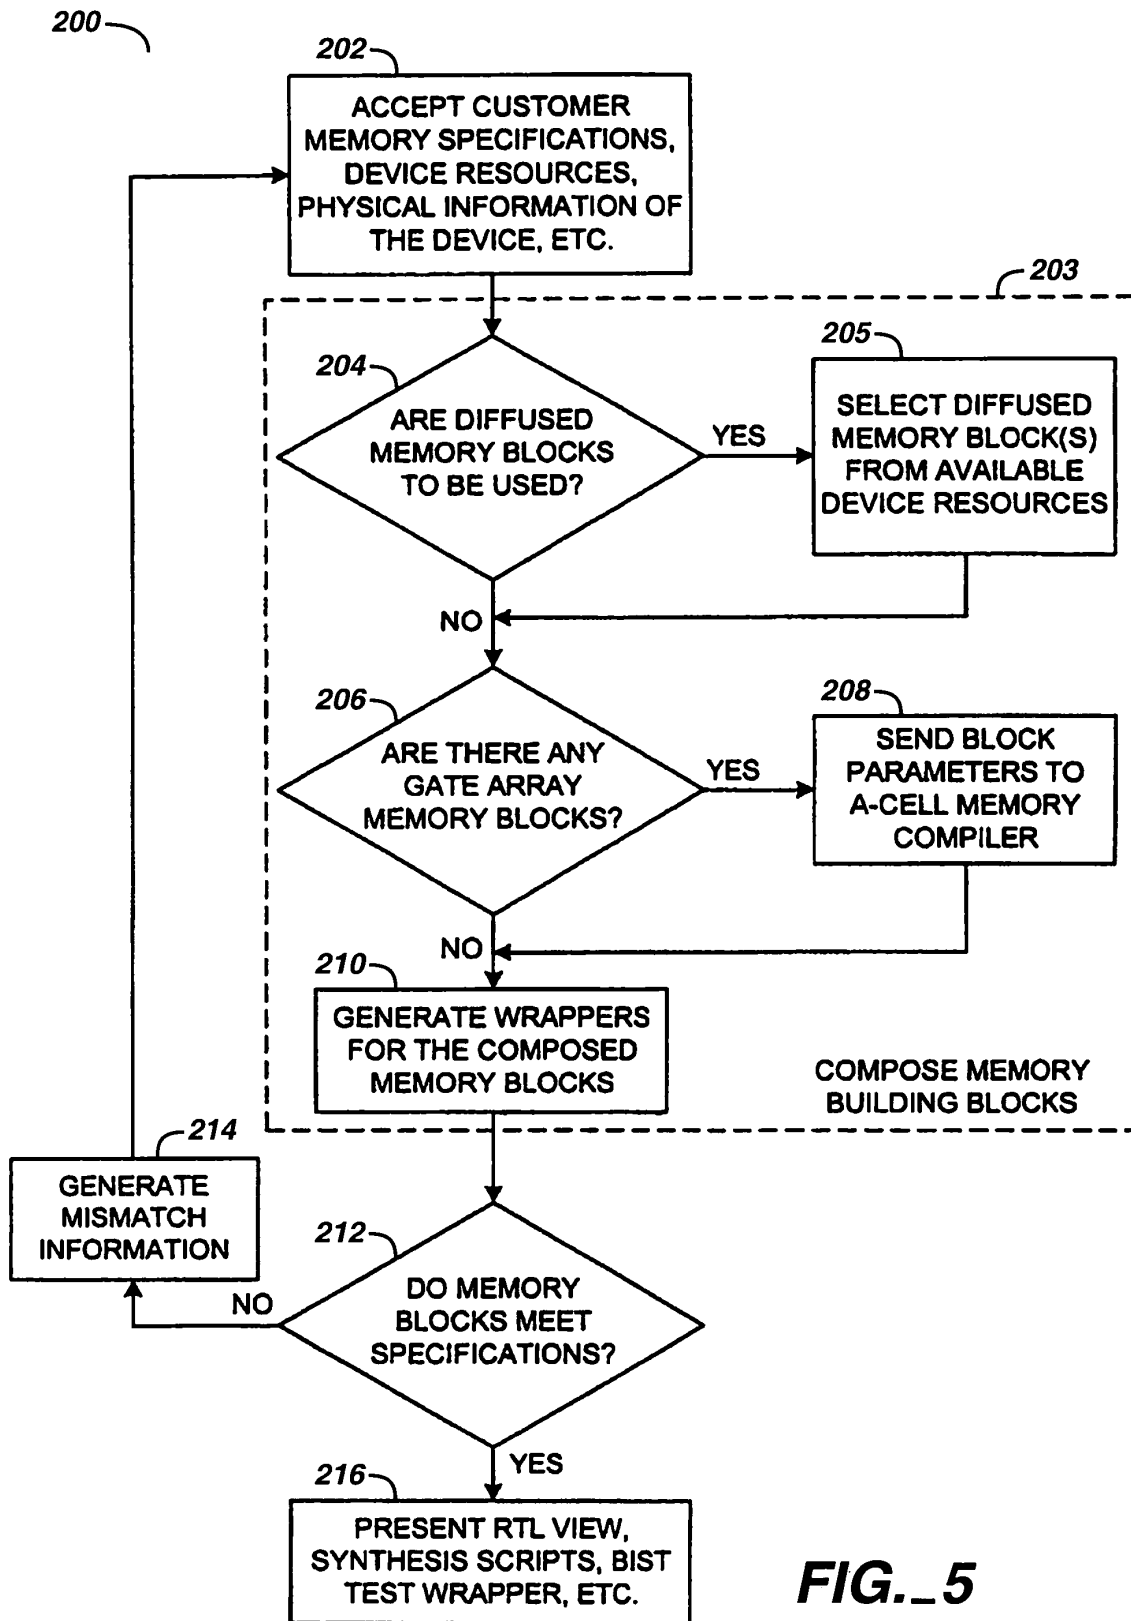 200
202
ACCEPT CUSTOMER
MEMORY SPECIFICATIONS,
DEVICE RESOURCES,
PHYSICAL INFORMATION OF
THE DEVICE, ETC.
203
204
ARE DIFFUSED
MEMORY BLOCKS
TO BE USED?
YES
205
SELECT DIFFUSED
MEMORY BLOCK(S)
FROM AVAILABLE
DEVICE RESOURCES
NO
206
ARE THERE ANY
GATE ARRAY
MEMORY BLOCKS?
YES
208
SEND BLOCK
PARAMETERS TO
A-CELL MEMORY
COMPILER
NO
210
GENERATE WRAPPERS
FOR THE COMPOSED
MEMORY BLOCKS
COMPOSE MEMORY
BUILDING BLOCKS
214
GENERATE
MISMATCH
INFORMATION
212
DO MEMORY
BLOCKS MEET
SPECIFICATIONS?
NO
YES
216
PRESENT RTL VIEW,
SYNTHESIS SCRIPTS, BIST
TEST WRAPPER, ETC.
FIG._5